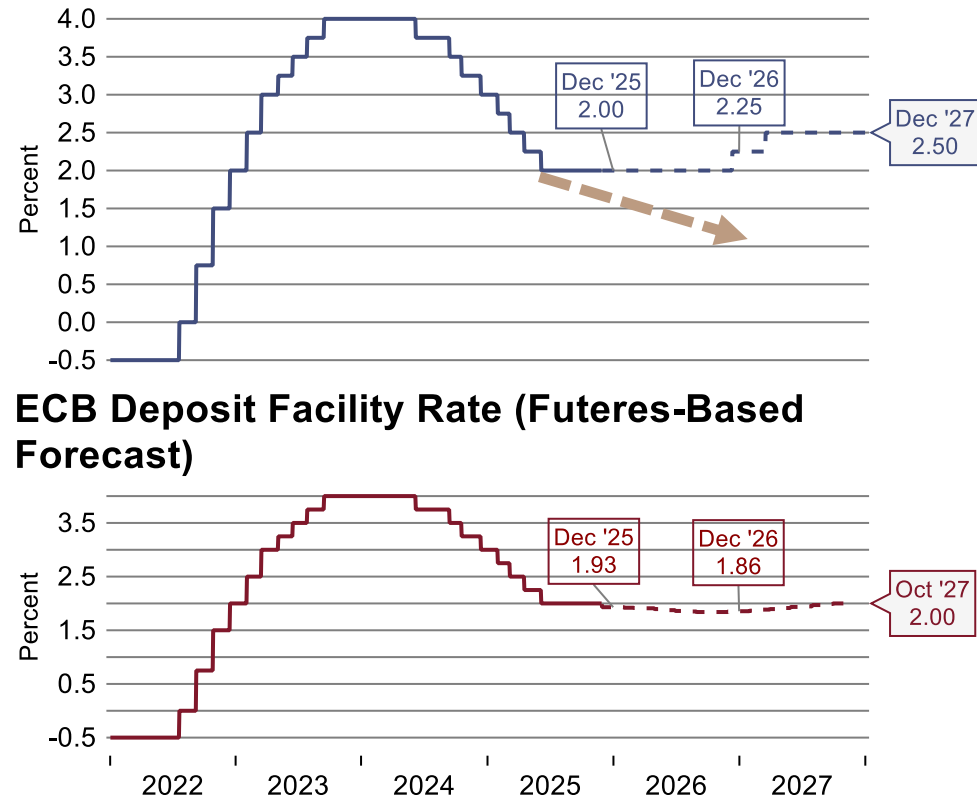 4.0
3.5
3.0
2.5
2.0
1.5
1.0
0.5
0.0
-0.5
Percent
Dec '25
2.00
Dec '26
2.25
Dec '27
2.50
ECB Deposit Facility Rate (Futeres-Based
Forecast)
3.5
2.5
1.5
0.5
-0.5
Percent
Dec '25
1.93
Dec '26
1.86
Oct '27
2.00
2022
2023
2024
2025
2026
2027